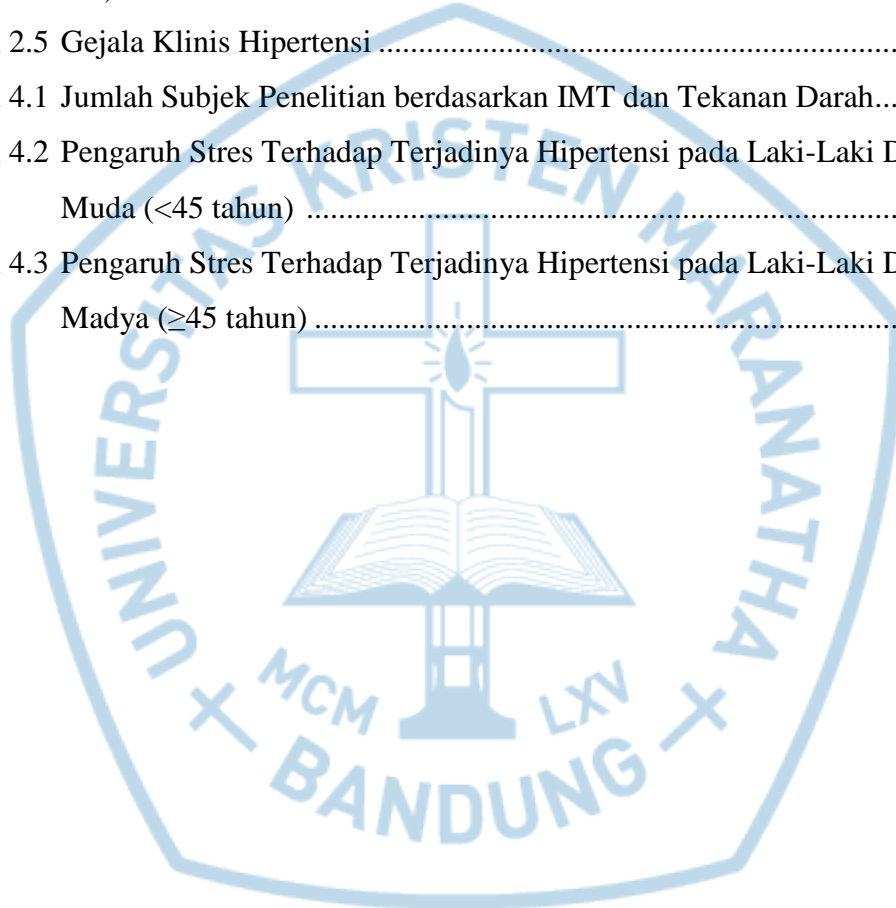 2.5 Gejala Klinis Hipertensi ...........................................................................
4.1 Jumlah Subjek Penelitian berdasarkan IMT dan Tekanan Darah....
4.2 Pengaruh Stres Terhadap Terjadinya Hipertensi pada Laki-Laki D
Muda (<45 tahun) ...........................................................................
4.3 Pengaruh Stres Terhadap Terjadinya Hipertensi pada Laki-Laki D
Madya (≥45 tahun) ..........................................................................
UNIVERSITAS KRISTEN MARANATHA
MCM LXV
BANDUNG